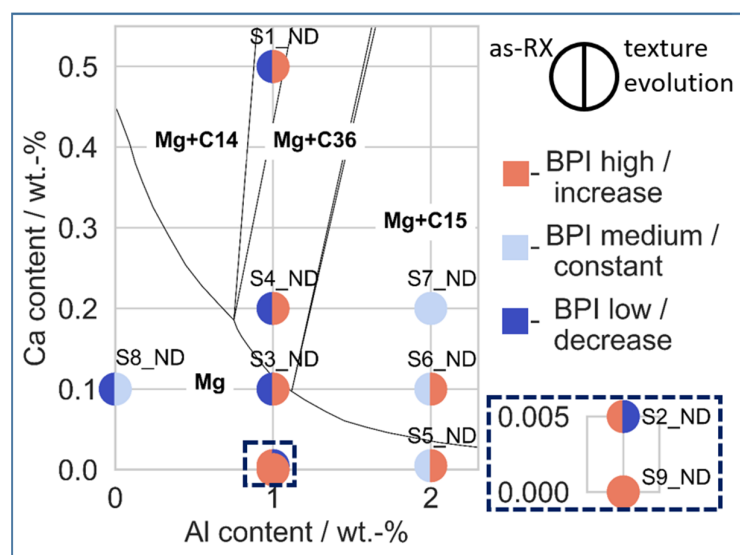 S1_ND
as-RX
texture
evolution
0.5
Mg+C14
Mg+C36
0.4
BPI high /
increase
0.3
Mg+C15
BPI medium /
constant
S4_ND
S7_ND
0.2
BPI low /
decrease
S8_ND
S3_ND
S6_ND
Mg
0.1
S5_ND
0.0
0
1
2
Ca content / wt.-%
Al content / wt.-%
0.005
S2_ND
S9_ND
0.000